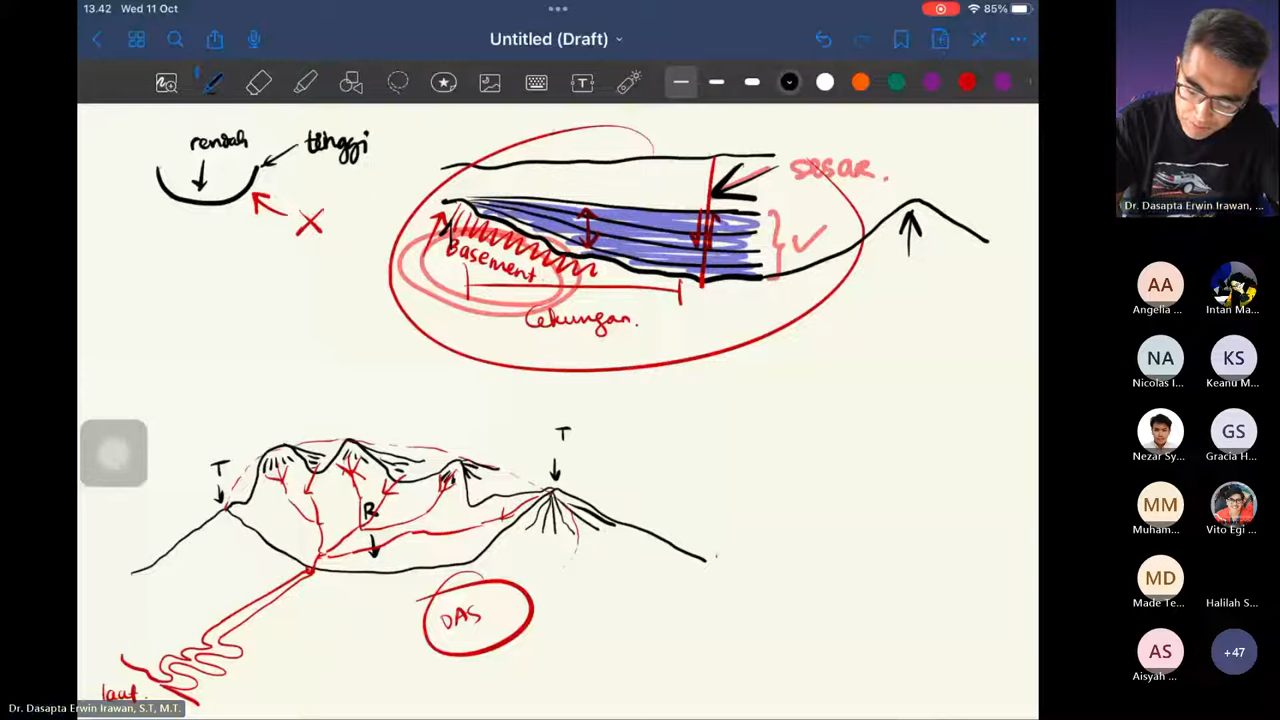 13.42 Wed 11 Oct
85%
Untitled (Draft)
T
rendah
tinggi
sesar.
Basement
Cekungan.
T
T
R
DAS
laut.
Dr. Dasapta Erwin Irawan, S.T, M.T.
Dr. Dasapta Erwin Irawan, ...
AA
Angelia ...
Intan Ma...
NA
KS
Nicolas I...
Keanu M...
GS
Nezar Sy...
Gracia H...
MM
Muham...
Vito Egi ...
MD
Made Te...
Halilah S...
AS
+47
Aisyah ...